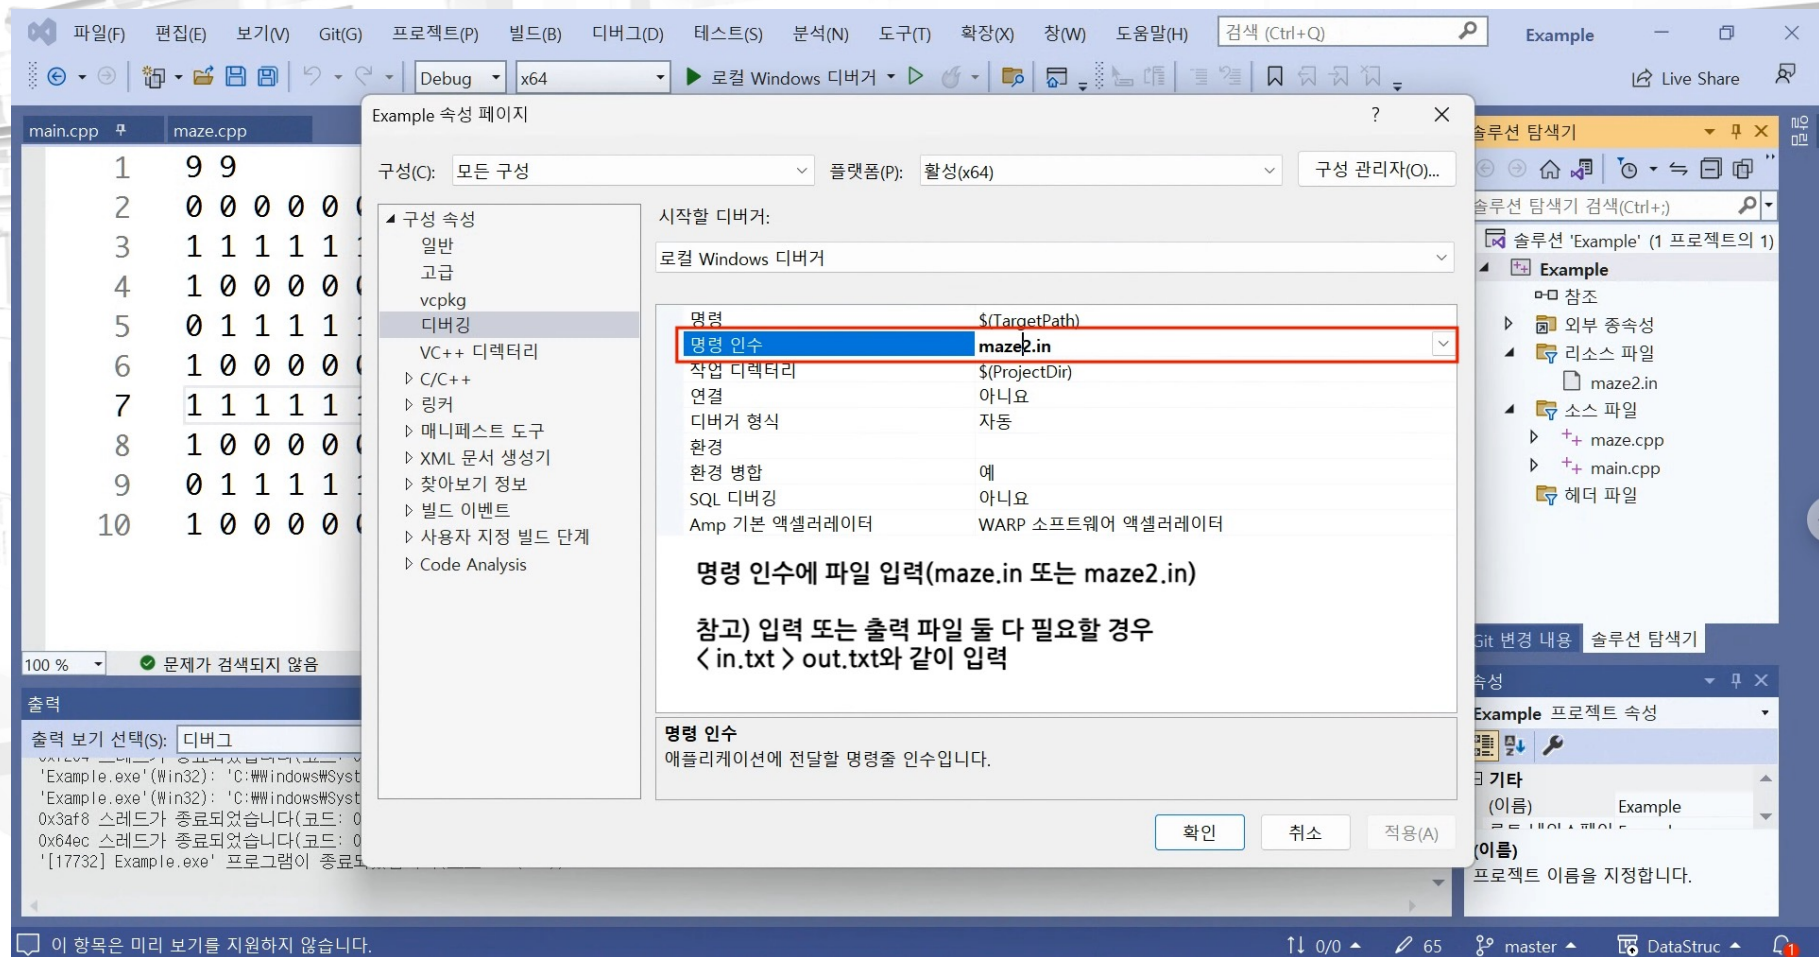 파일(F) 편집(E) 보기(V) Git(G) 프로젝트(P) 빌드(B) 디버그(D) 테스트(S) 분석(N) 도구(T) 확장(X) 창(W) 도움말(H) 검색 (Ctrl+Q) Example
Debug x64 로컬 Windows 디버거 Live Share
main.cpp maze.cpp
1 9 9
2 0 0 0 0 0
3 1 1 1 1 1
4 1 0 0 0 0
5 0 1 1 1 1
6 1 0 0 0 0
7 1 1 1 1 1
8 1 0 0 0 0
9 0 1 1 1 1
10 1 0 0 0 0
100 % 문제가 검색되지 않음
출력
출력 보기 선택(S): 디버그
'Example.exe'(Win32): 'C:₩Windows₩Syst
'Example.exe'(Win32): 'C:₩Windows₩Syst
0x3af8 스레드가 종료되었습니다(코드: 0
0x64ec 스레드가 종료되었습니다(코드: 0
'[17732] Example.exe' 프로그램이 종료
Example 속성 페이지 ?
구성(C): 모든 구성 플랫폼(P): 활성(x64) 구성 관리자(O)...
구성 속성
일반
고급
vcpkg
디버깅
VC++ 디렉터리
C/C++
링커
매니페스트 도구
XML 문서 생성기
찾아보기 정보
빌드 이벤트
사용자 지정 빌드 단계
Code Analysis
시작할 디버거:
로컬 Windows 디버거
명령 $(TargetPath)
명령 인수 maze2.in
작업 디렉터리 $(ProjectDir)
연결 아니요
디버거 형식 자동
환경
환경 병합 예
SQL 디버깅 아니요
Amp 기본 액셀러레이터 WARP 소프트웨어 액셀러레이터
명령 인수에 파일 입력(maze.in 또는 maze2.in)
참고) 입력 또는 출력 파일 둘 다 필요할 경우
< in.txt > out.txt와 같이 입력
명령 인수
애플리케이션에 전달할 명령줄 인수입니다.
확인 취소 적용(A)
솔루션 탐색기
솔루션 탐색기 검색(Ctrl+;)
솔루션 'Example' (1 프로젝트의 1)
Example
참조
외부 종속성
리소스 파일
maze2.in
소스 파일
maze.cpp
main.cpp
헤더 파일
Git 변경 내용 솔루션 탐색기
속성
Example 프로젝트 속성
기타
(이름) Example
(이름)
프로젝트 이름을 지정합니다.
알림
이 항목은 미리 보기를 지원하지 않습니다. 0/0 65 master DataStruc 1